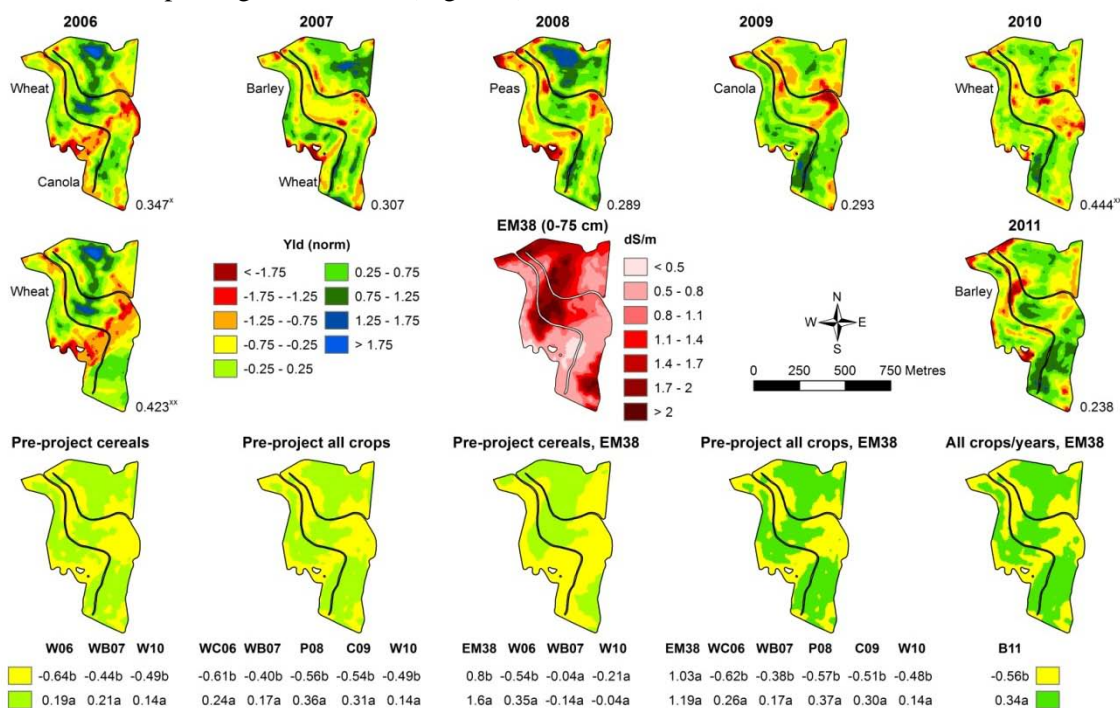 2006 2007 2008 2009 2010
Wheat Barley Peas Canola Wheat
Canola Wheat
0.347x 0.307 0.289 0.293 0.444xx
EM38 (0-75 cm) 2011
Yld (norm) dS/m
Wheat Barley
< -1.75 0.25 - 0.75 < 0.5
-1.75 - -1.25 0.75 - 1.25 0.5 - 0.8
-1.25 - -0.75 1.25 - 1.75 0.8 - 1.1
-0.75 - -0.25 > 1.75 1.1 - 1.4
-0.25 - 0.25 1.4 - 1.7
1.7 - 2
> 2
N
W E
S
0 250 500 750 Metres
0.423xx 0.238
Pre-project cereals Pre-project all crops Pre-project cereals, EM38 Pre-project all crops, EM38 All crops/years, EM38
W06 WB07 W10 WC06 WB07 P08 C09 W10 EM38 W06 WB07 W10 EM38 WC06 WB07 P08 C09 W10 B11
-0.64b -0.44b -0.49b -0.61b -0.40b -0.56b -0.54b -0.49b 0.8b -0.54b -0.04a -0.21a 1.03a -0.62b -0.38b -0.57b -0.51b -0.48b -0.56b
0.19a 0.21a 0.14a 0.24a 0.17a 0.36a 0.31a 0.14a 1.6a 0.35a -0.14a -0.04a 1.19a 0.26a 0.17a 0.37a 0.30a 0.14a 0.34a